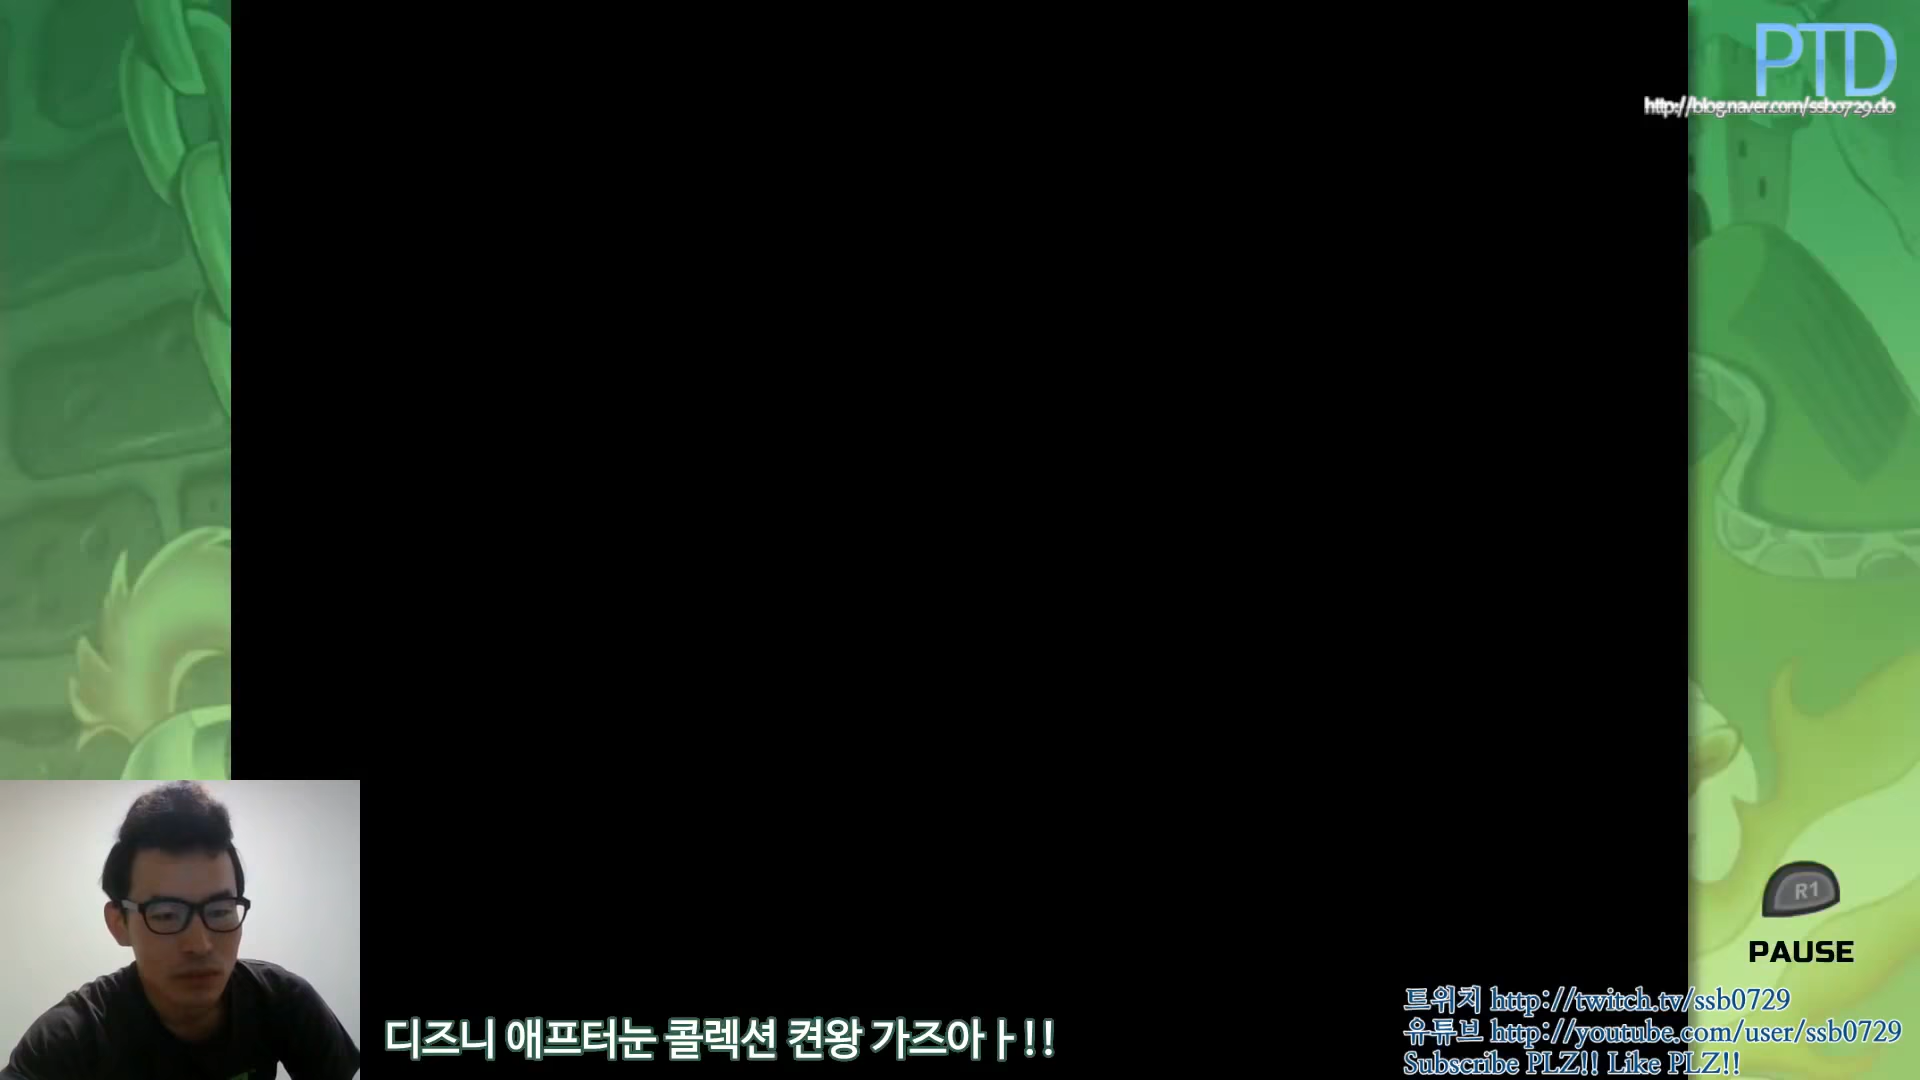 PTD
http://blog.naver.com/ssb0729.do
R1
PAUSE
디즈니 애프터눈 콜렉션 켠왕 가즈아ㅏ!!
트위치 http://twitch.tv/ssb0729
유튜브 http://youtube.com/user/ssb0729
Subscribe PLZ!! Like PLZ!!